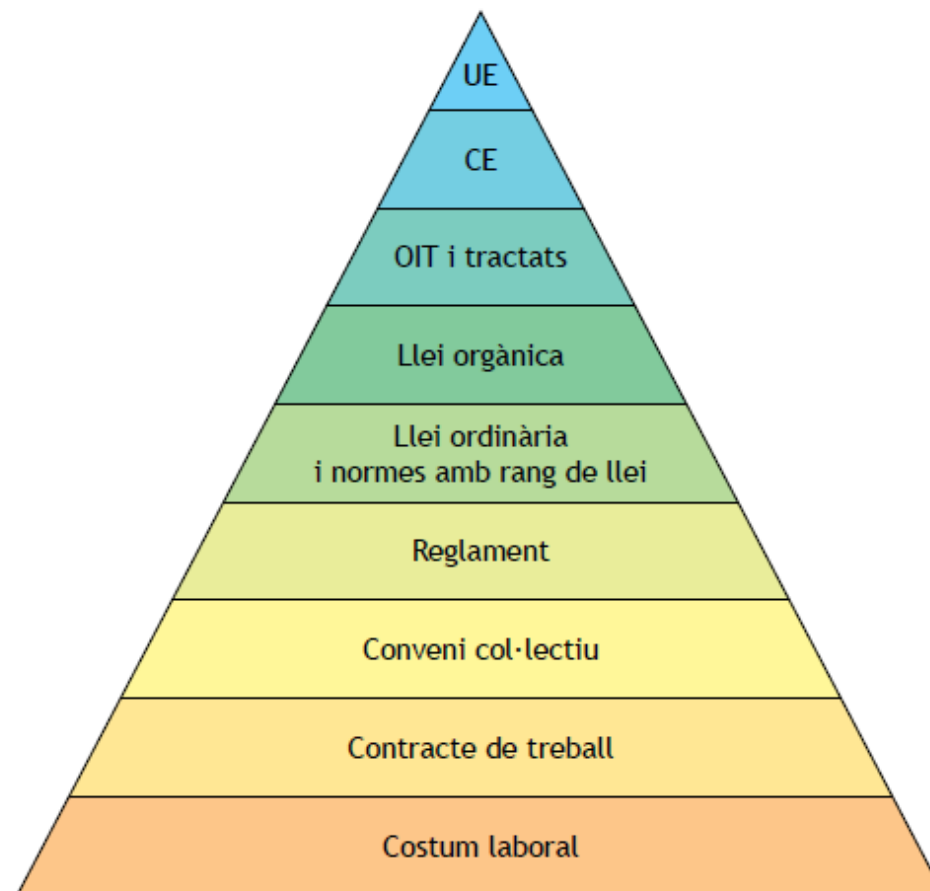 UE
CE
OIT i tractats
Llei orgànica
Llei ordinària
i normes amb rang de llei
Reglament
Conveni col·lectiu
Contracte de treball
Costum laboral